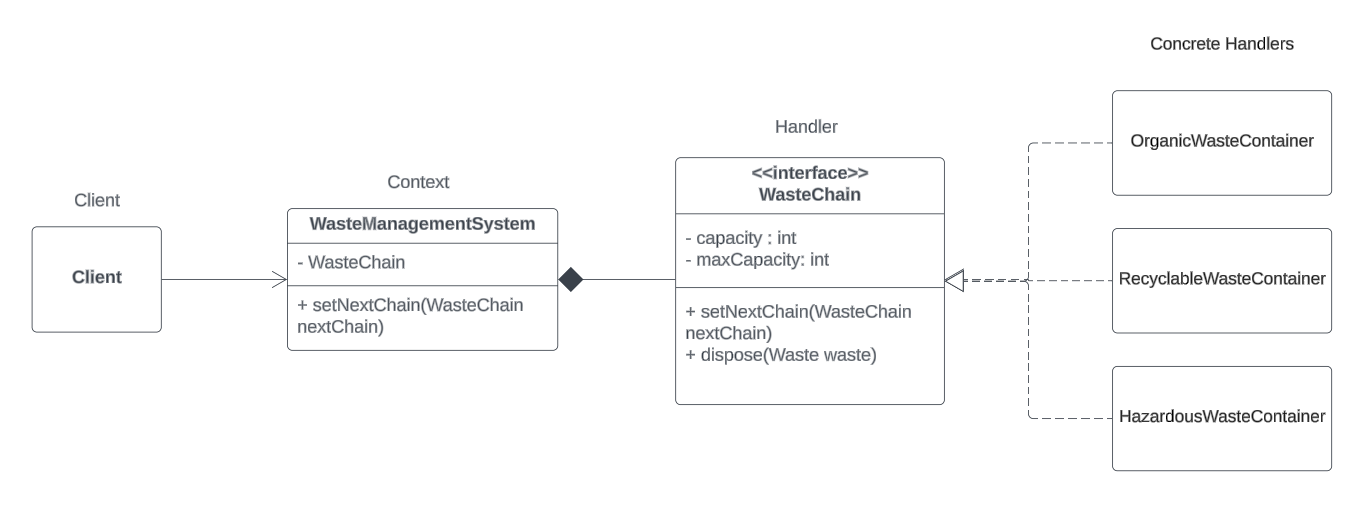 Concrete Handlers
OrganicWasteContainer
Handler
<<interface>>
WasteChain
- capacity : int
- maxCapacity: int
+ setNextChain(WasteChain
nextChain)
+ dispose(Waste waste)
Context
WasteManagementSystem
- WasteChain
+ setNextChain(WasteChain
nextChain)
Client
Client
RecyclableWasteContainer
HazardousWasteContainer